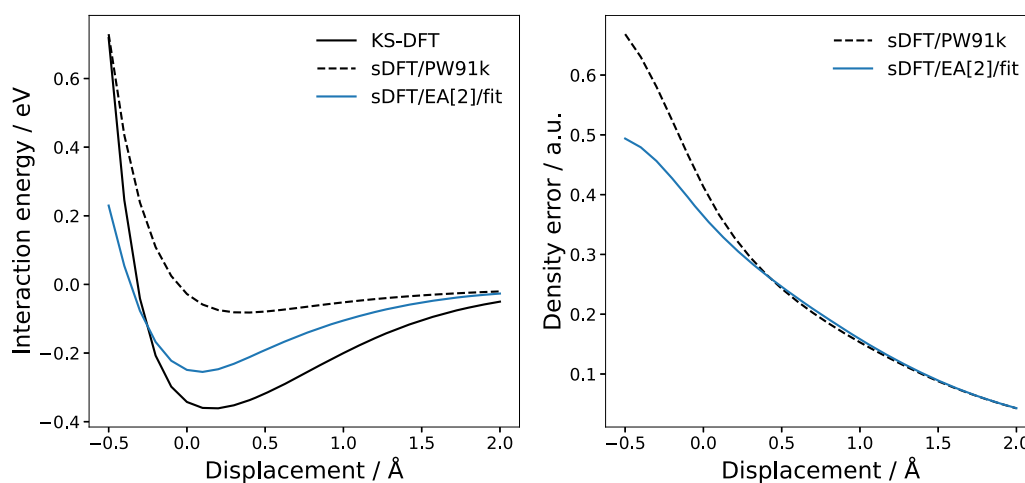 KS-DFT
sDFT/PW91k
sDFT/EA[2]/fit
0.6
0.4
0.2
0.0
−0.2
−0.4
Interaction energy / eV
−0.5
0.0
0.5
1.0
1.5
2.0
Displacement / Å
sDFT/PW91k
sDFT/EA[2]/fit
0.6
0.5
0.4
0.3
0.2
0.1
Density error / a.u.
−0.5
0.0
0.5
1.0
1.5
2.0
Displacement / Å